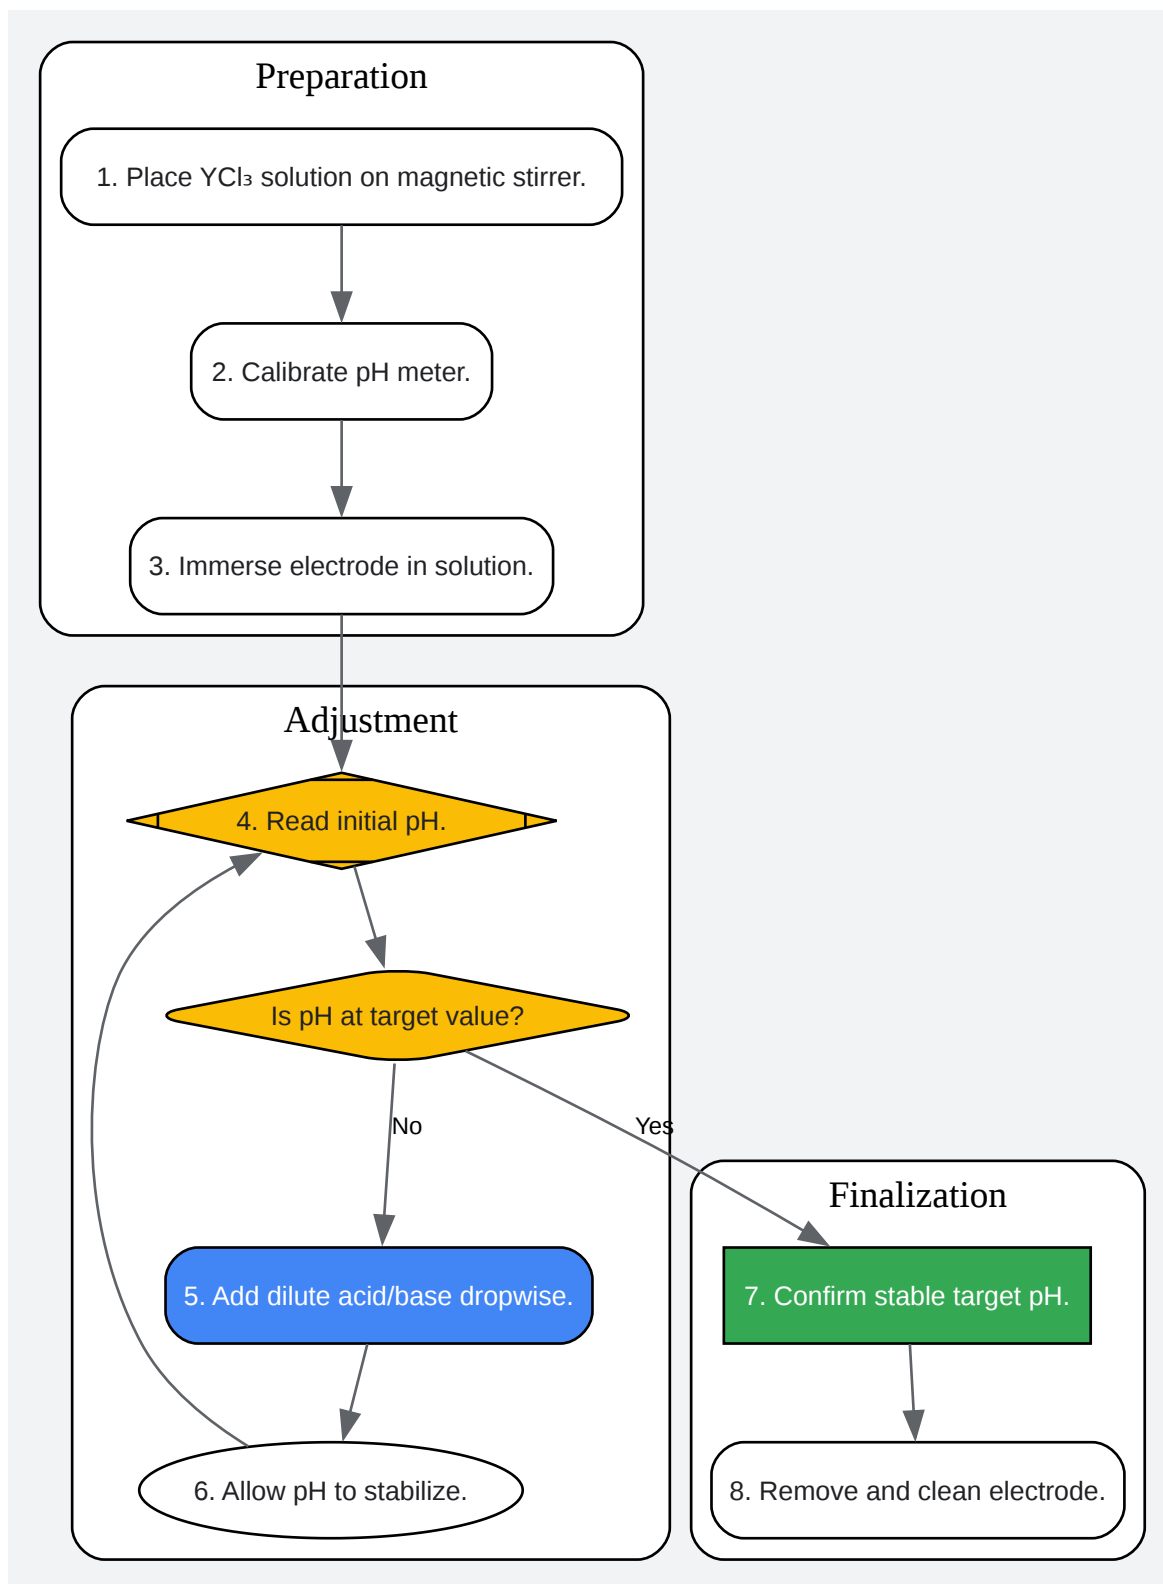 Preparation
1. Place YCl₃ solution on magnetic stirrer.
2. Calibrate pH meter.
3. Immerse electrode in solution.
Adjustment
4. Read initial pH.
Is pH at target value?
No
Yes
5. Add dilute acid/base dropwise.
6. Allow pH to stabilize.
Finalization
7. Confirm stable target pH.
8. Remove and clean electrode.